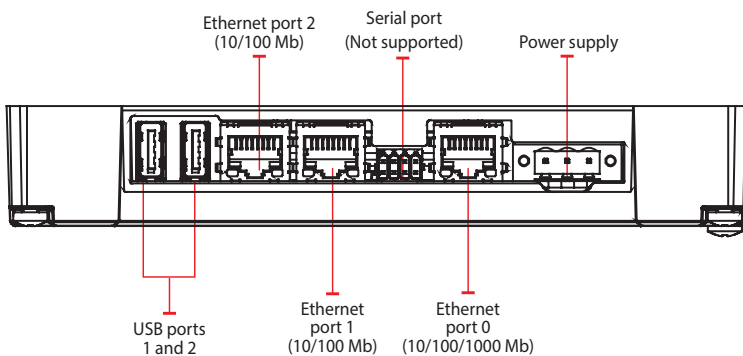 Ethernet port 2
(10/100 Mb)
Serial port
(Not supported)
Power supply
USB ports
1 and 2
Ethernet
port 1
(10/100 Mb)
Ethernet
port 0
(10/100/1000 Mb)